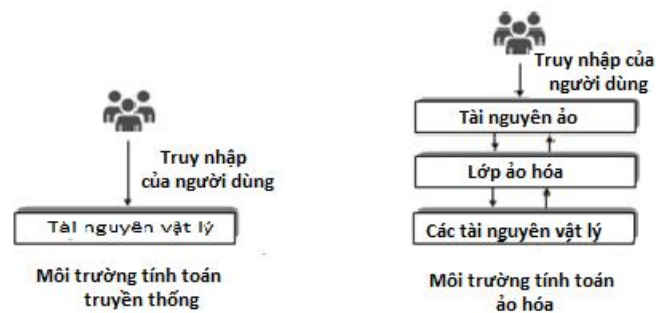 Truy nhập
của người dùng
Tài nguyên vật lý
Môi trường tính toán
truyền thống
Truy nhập của
người dùng
Tài nguyên ảo
Lớp ảo hóa
Các tài nguyên vật lý
Môi trường tính toán
ảo hóa